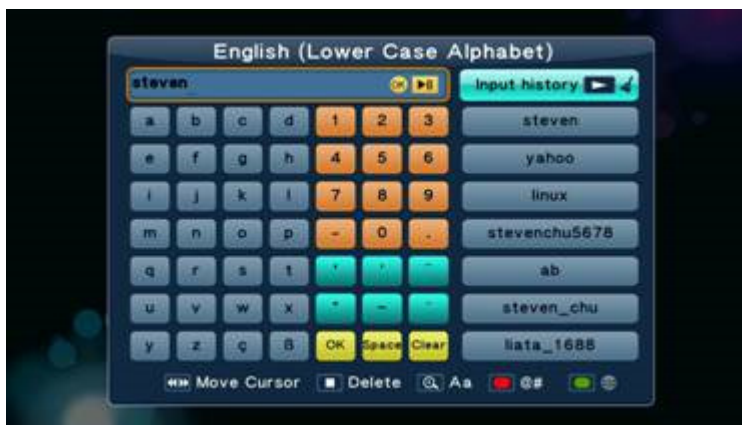 English (Lower Case Alphabet)
steven OK
Input history
a b c d 1 2 3 steven
e f g h 4 5 6 yahoo
i j k l 7 8 9 linux
m n o p - 0 . stevenchu5678
q r s t ab
u v w x steven_chu
y z ç ß OK Space Clear liata_1688
Move Cursor Delete Aa @#